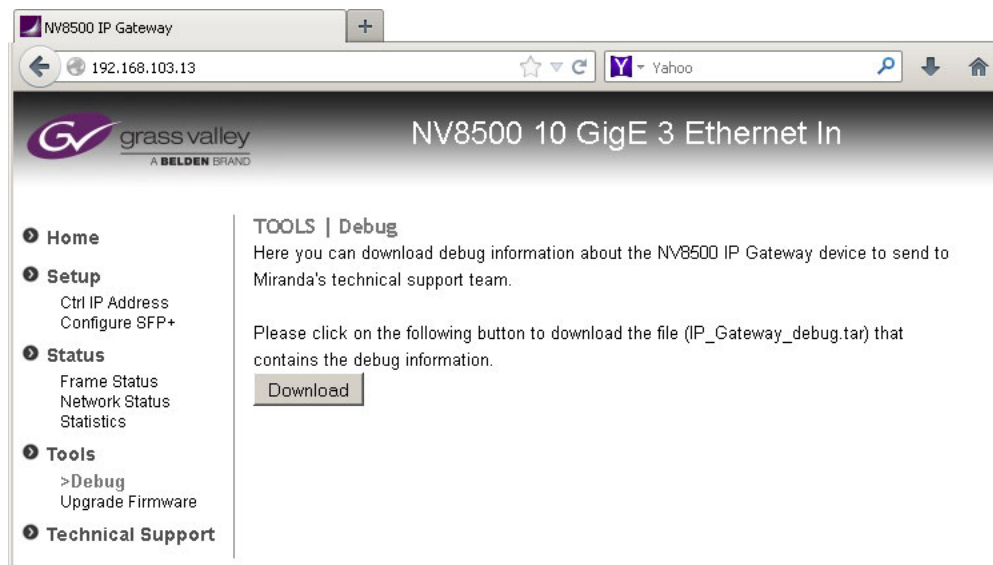 NV8500 IP Gateway
192.168.103.13
Yahoo
grass valley
A BELDEN BRAND
NV8500 10 GigE 3 Ethernet In
Home
Setup
Ctrl IP Address
Configure SFP+
Status
Frame Status
Network Status
Statistics
Tools
>Debug
Upgrade Firmware
Technical Support
TOOLS | Debug
Here you can download debug information about the NV8500 IP Gateway device to send to
Miranda's technical support team.
Please click on the following button to download the file (IP_Gateway_debug.tar) that
contains the debug information.
Download